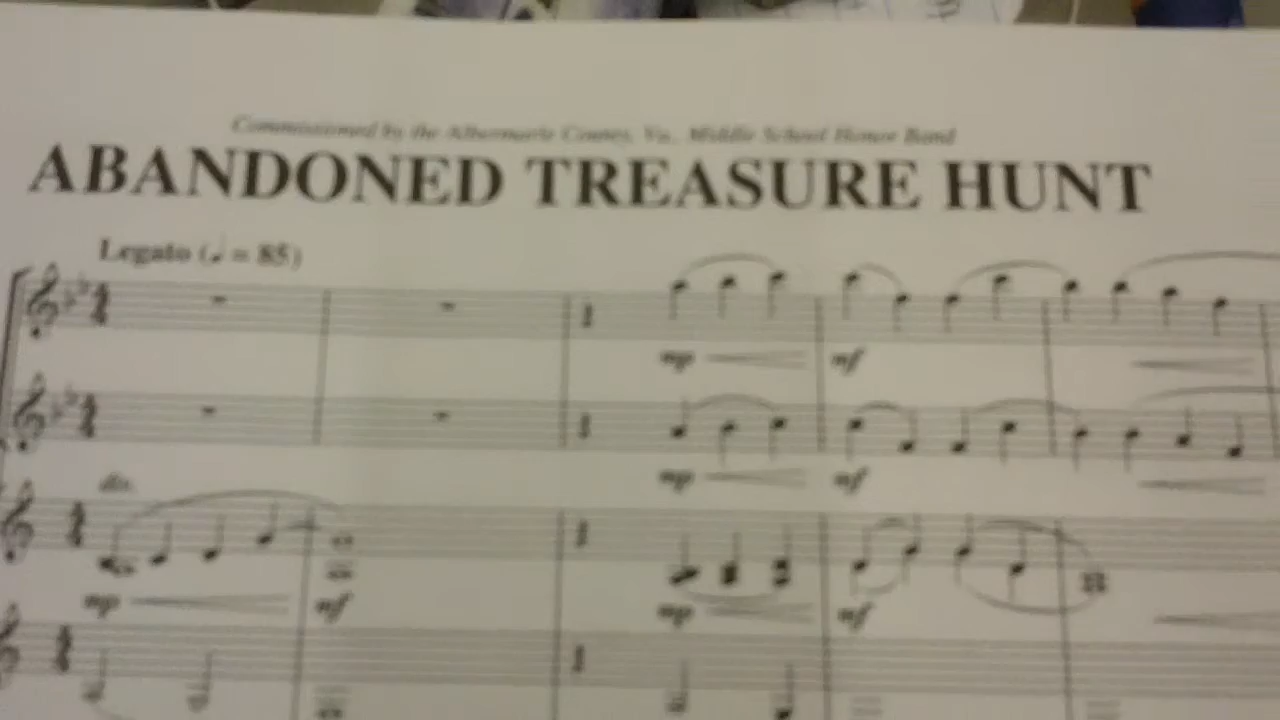 Commissioned by the Albemarle County, Va., Middle School Honor Band
ABANDONED TREASURE HUNT
Legato (♩ = 85)
mp mf
mp mf
div.
mp mf mp mf